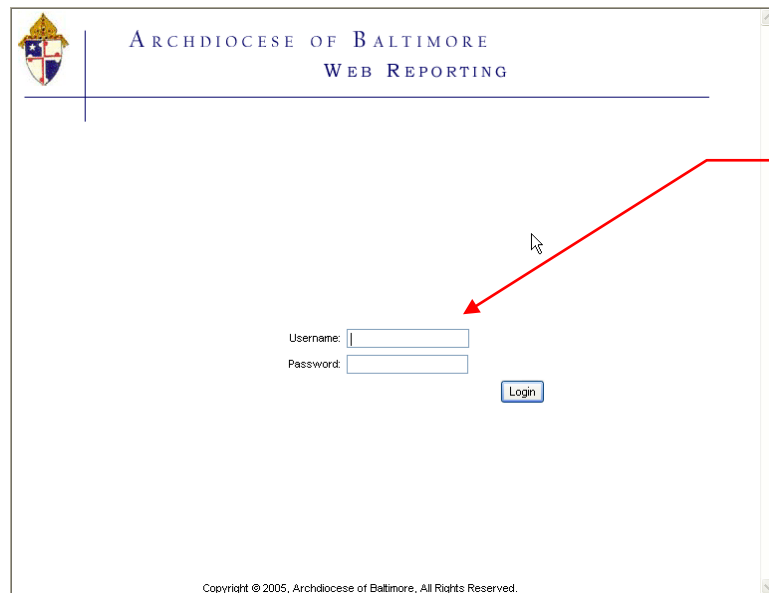 ARCHDIOCESE OF BALTIMORE
WEB REPORTING
Username:
Password:
Login
Copyright © 2005, Archdiocese of Baltimore, All Rights Reserved.